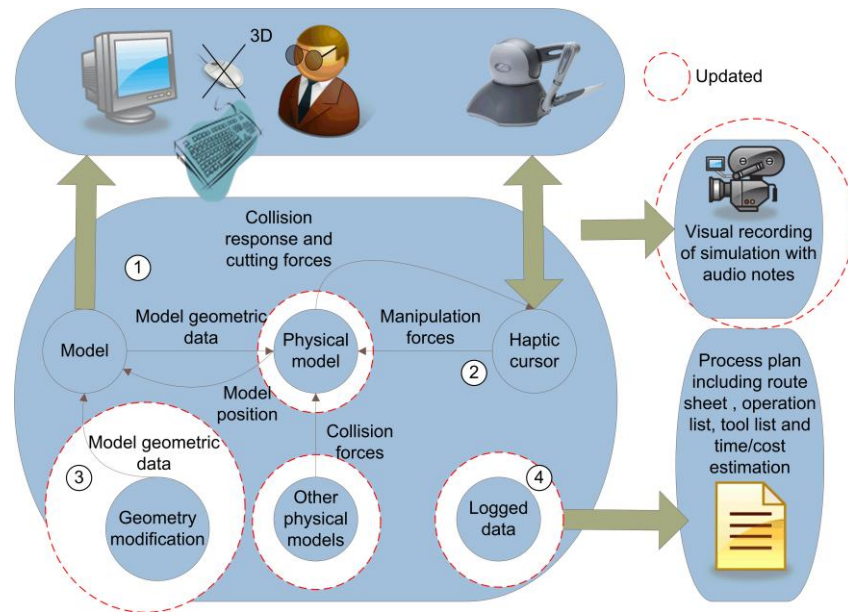 3D
Updated
Collision
response and
cutting forces
1
Visual recording
of simulation with
audio notes
Model geometric
data
Manipulation
forces
Model
Physical
model
Haptic
cursor
2
Model
position
Process plan
including route
sheet , operation
list, tool list and
time/cost
estimation
Collision
forces
Model geometric
data
3
4
Geometry
modification
Other
physical
models
Logged
data